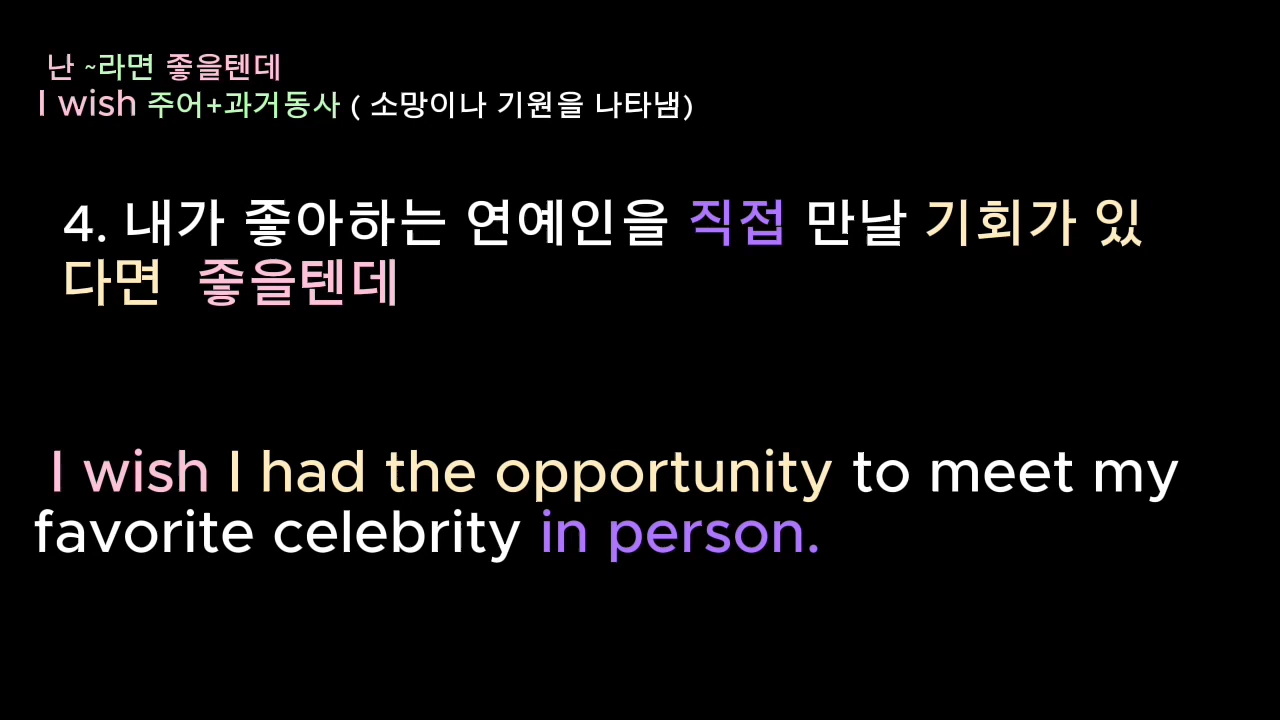 난 ~라면 좋을텐데
I wish 주어+과거동사 ( 소망이나 기원을 나타냄)
4. 내가 좋아하는 연예인을 직접 만날 기회가 있
다면 좋을텐데
I wish I had the opportunity to meet my
favorite celebrity in person.